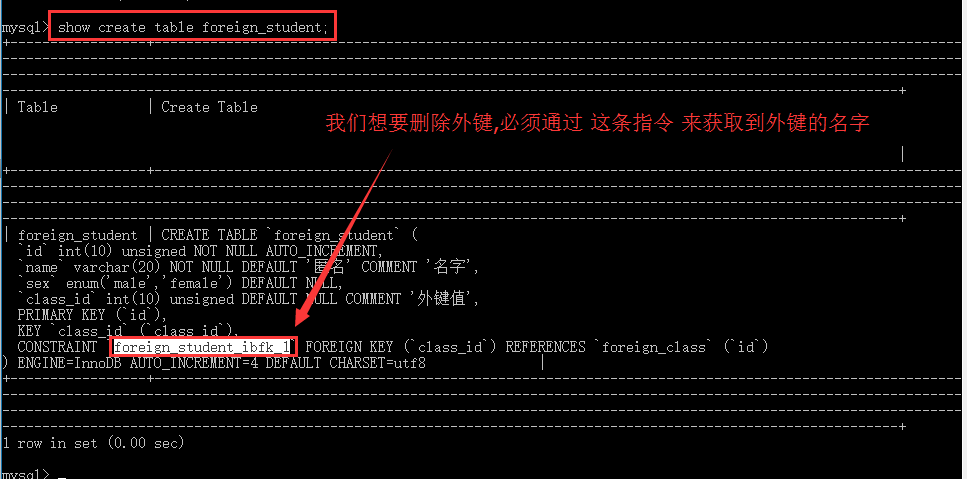 mysql> show create table foreign_student;
| Table | Create Table
我们想要删除外键,必须通过 这条指令 来获取到外键的名字
|
| foreign_student | CREATE TABLE `foreign_student` (
`id` int(10) unsigned NOT NULL AUTO_INCREMENT,
`name` varchar(20) NOT NULL DEFAULT '匿名' COMMENT '名字',
`sex` enum('male','female') DEFAULT NULL,
`class_id` int(10) unsigned DEFAULT NULL COMMENT '外键值',
PRIMARY KEY (`id`),
KEY `class_id` (`class_id`),
CONSTRAINT `foreign_student_ibfk_1` FOREIGN KEY (`class_id`) REFERENCES `foreign_class` (`id`)
) ENGINE=InnoDB AUTO_INCREMENT=4 DEFAULT CHARSET=utf8 |
1 row in set (0.00 sec)
mysql> _